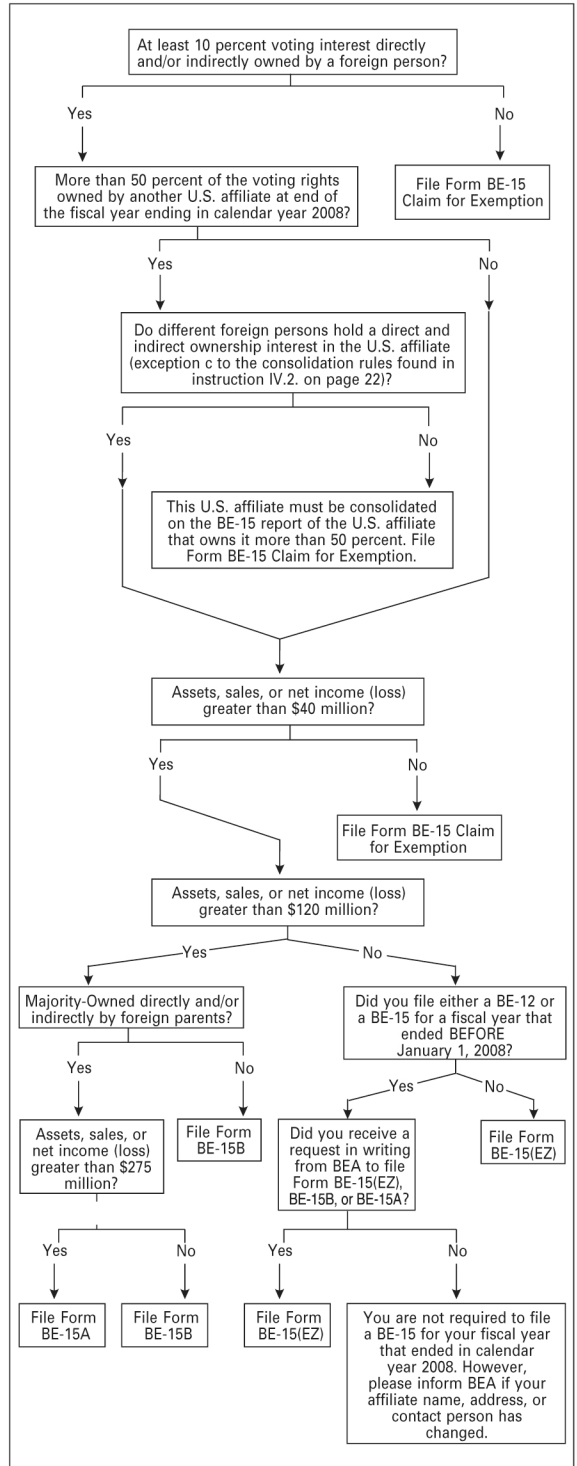 At least 10 percent voting interest directly
and/or indirectly owned by a foreign person?
Yes
No
More than 50 percent of the voting rights
owned by another U.S. affiliate at end of
the fiscal year ending in calendar year 2008?
File Form BE-15
Claim for Exemption
Yes
No
Do different foreign persons hold a direct and
indirect ownership interest in the U.S. affiliate
(exception c to the consolidation rules found in
instruction IV.2. on page 22)?
Yes
No
This U.S. affiliate must be consolidated
on the BE-15 report of the U.S. affiliate
that owns it more than 50 percent. File
Form BE-15 Claim for Exemption.
Assets, sales, or net income (loss)
greater than $40 million?
Yes
No
File Form BE-15 Claim
for Exemption
Assets, sales, or net income (loss)
greater than $120 million?
Yes
No
Majority-Owned directly and/or
indirectly by foreign parents?
Did you file either a BE-12 or
a BE-15 for a fiscal year that
ended BEFORE
January 1, 2008?
Yes
No
Yes
No
Assets, sales, or
net income (loss)
greater than $275
million?
File Form
BE-15B
Did you receive a
request in writing
from BEA to file
Form BE-15(EZ),
BE-15B, or BE-15A?
File Form
BE-15(EZ)
Yes
No
Yes
No
File Form
BE-15A
File Form
BE-15B
File Form
BE-15(EZ)
You are not required to file
a BE-15 for your fiscal year
that ended in calendar
year 2008. However,
please inform BEA if your
affiliate name, address, or
contact person has
changed.